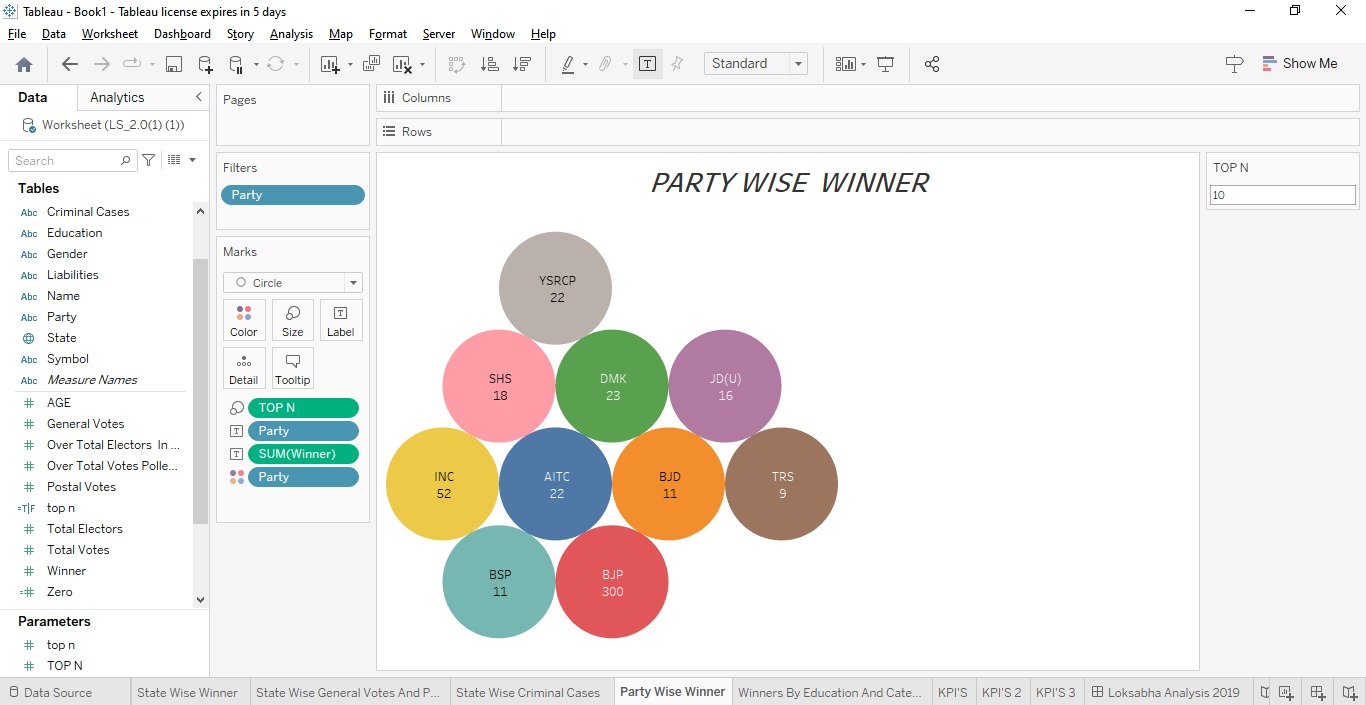 Tableau - Book1 - Tableau license expires in 5 days
File Data Worksheet Dashboard Story Analysis Map Format Server Window Help
Standard
Show Me
Data Analytics
Worksheet (LS_2.0(1) (1))
Search
Tables
Abc Criminal Cases
Abc Education
Abc Gender
Abc Liabilities
Abc Name
Abc Party
State
Abc Symbol
Abc Measure Names
# AGE
# General Votes
# Over Total Electors In ...
# Over Total Votes Polle...
# Postal Votes
=T|F top n
# Total Electors
# Total Votes
# Winner
=# Zero
Parameters
# top n
# TOP N
Pages
Filters
Party
Marks
Circle
Color Size Label
Detail Tooltip
TOP N
T Party
T SUM(Winner)
Party
Columns
Rows
PARTY WISE WINNER
YSRCP
22
SHS
18
DMK
23
JD(U)
16
INC
52
AITC
22
BJD
11
TRS
9
BSP
11
BJP
300
TOP N
10
Data Source State Wise Winner State Wise General Votes And P... State Wise Criminal Cases Party Wise Winner Winners By Education And Cate... KPI'S KPI'S 2 KPI'S 3 Loksabha Analysis 2019